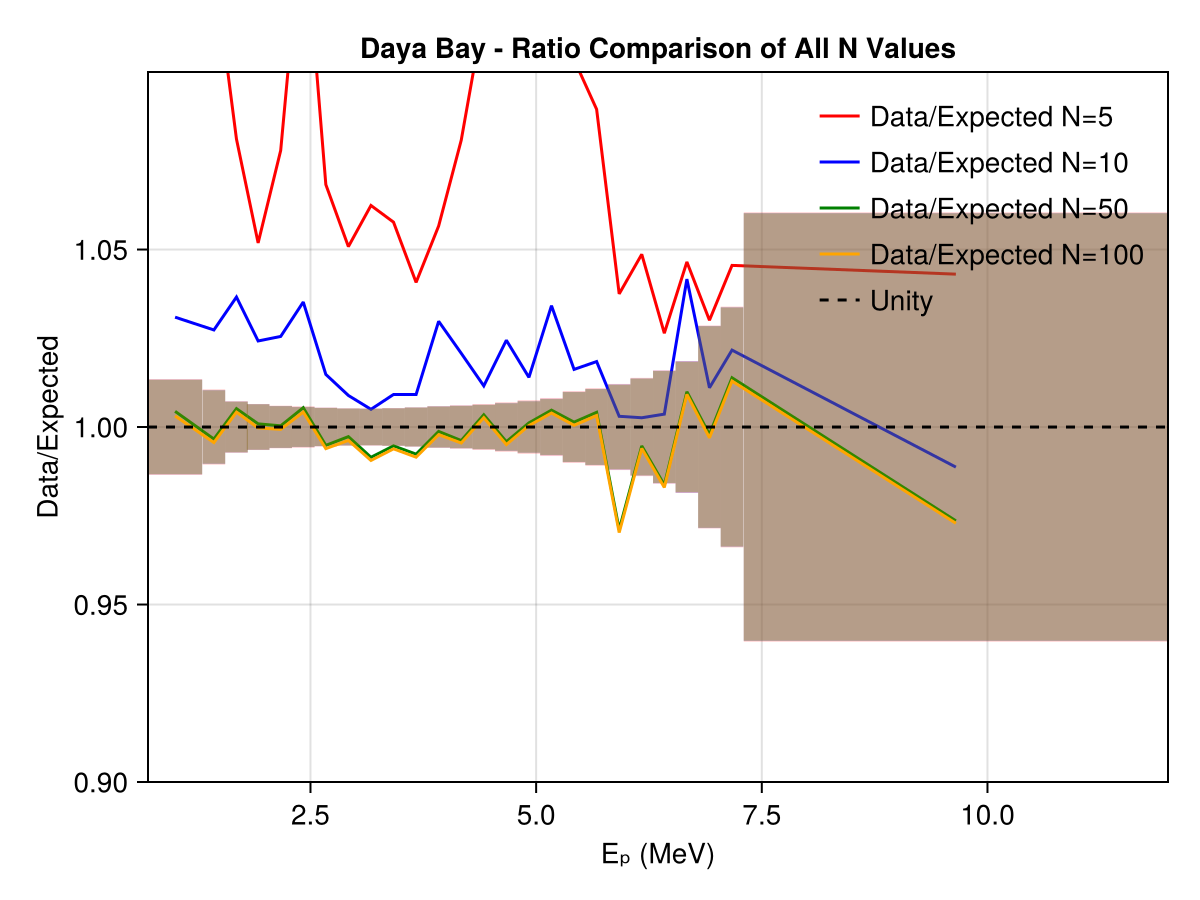 Daya Bay - Ratio Comparison of All N Values
Data/Expected N=5
Data/Expected N=10
Data/Expected N=50
Data/Expected N=100
Unity
Data/Expected
1.05
1.00
0.95
0.90
2.5
5.0
7.5
10.0
Eₚ (MeV)